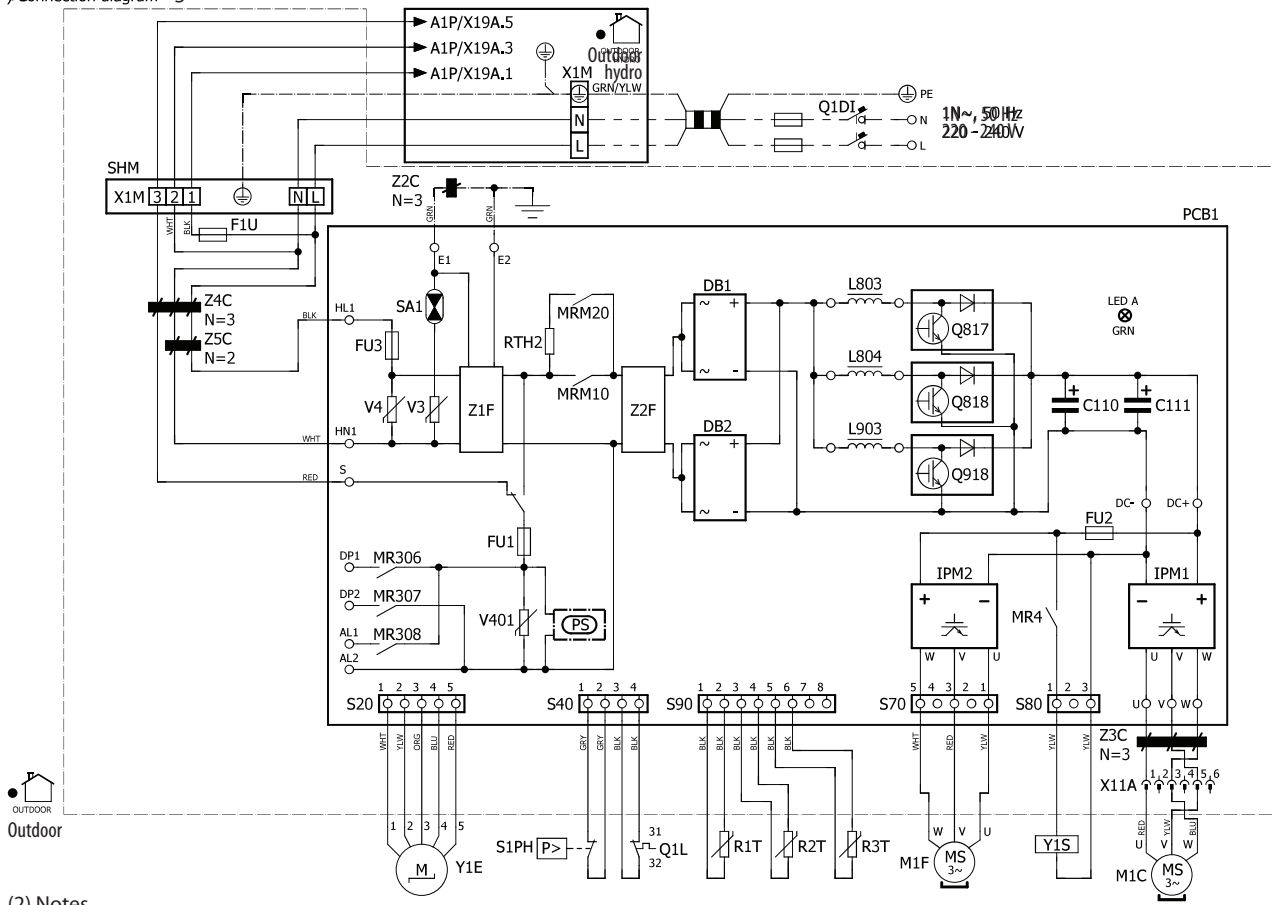 ) Connection diagram - 3
A1P/X19A.5
A1P/X19A.3
A1P/X19A.1
Outdoor
hydro
X1M
GRN/YLW
N
L
Q1DI
PE
N
L
1N~, 50 Hz
220 - 240 V
SHM
X1M 3 2 1 N L
WHT
BLK
F1U
Z2C
N=3
GRN
GRN
PCB1
E1
E2
Z4C
N=3
Z5C
N=2
BLK
HL1
FU3
SA1
MRM20
RTH2
MRM10
V4
V3
Z1F
Z2F
WHT
HN1
RED
S
DB1
~ +
~ -
DB2
~ +
~ -
L803
Q817
L804
Q818
L903
Q918
LED A
GRN
C110
+
C111
+
DC-
DC+
FU2
FU1
DP1
MR306
DP2
MR307
AL1
MR308
AL2
V401
PS
IPM2
+ -
W V U
MR4
IPM1
- +
U V W
S20
1 2 3 4 5
S40
1 2 3 4
S90
1 2 3 4 5 6 7 8
S70
5 4 3 2 1
S80
1 2 3
U V W
WHT
YLW
ORG
BLU
RED
GRY
GRY
BLK
BLK
BLK
BLK
BLK
BLK
BLK
BLK
WHT
RED
YLW
YLW
YLW
Z3C
N=3
X11A
1 2 3 4 5 6
OUTDOOR
Outdoor
1 2 3 4 5
M
Y1E
S1PH
P>
31
Q1L
32
R1T
R2T
R3T
W V U
M1F
MS
3~
Y1S
RED
YLW
BLU
U V W
M1C
MS
3~
(2) Notes